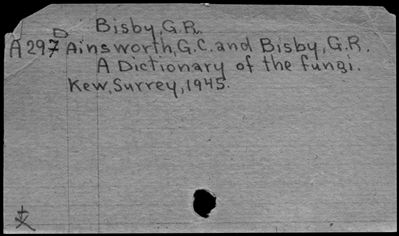 Bisby, G.R.
D
A297 Ainsworth, G.C. and Bisby, G.R.
A Dictionary of the fungi.
Kew, Surrey, 1945.